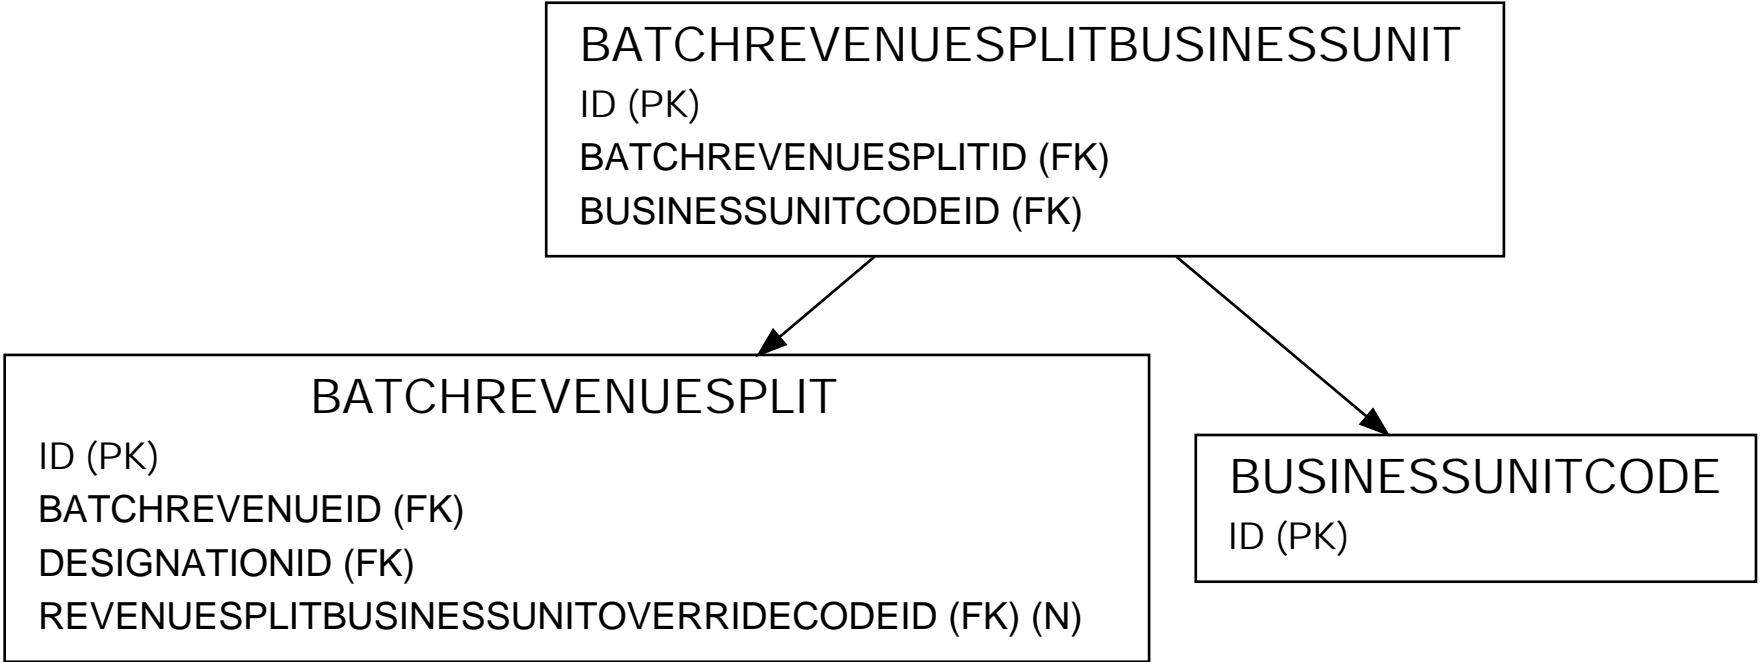 BATCHREVENUESPLITBUSINESSUNIT
ID (PK)
BATCHREVENUESPLITID (FK)
BUSINESSUNITCODEID (FK)
BATCHREVENUESPLIT
ID (PK)
BATCHREVENUEID (FK)
DESIGNATIONID (FK)
REVENUESPLITBUSINESSUNITOVERRIDECODEID (FK) (N)
BUSINESSUNITCODE
ID (PK)